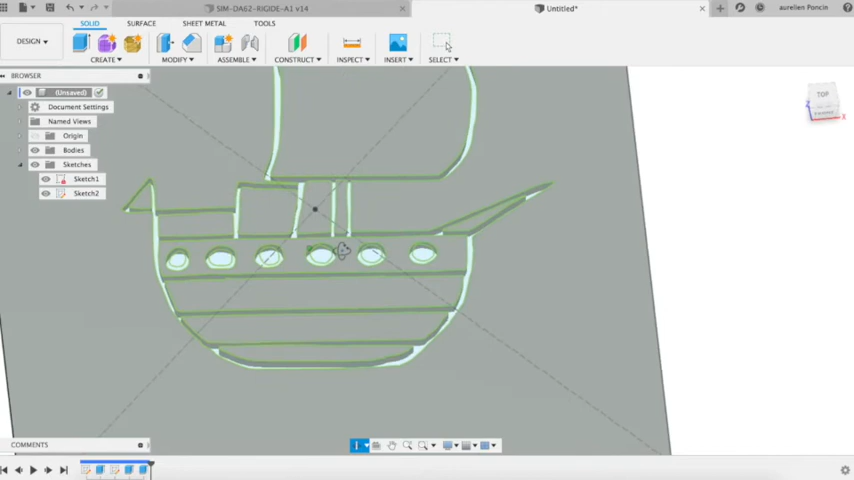 SIM-DA62-RIGIDE-A1 v14
Untitled*
aurelien Poncin
DESIGN
SOLID SURFACE SHEET METAL TOOLS
CREATE MODIFY ASSEMBLE CONSTRUCT INSPECT INSERT SELECT
BROWSER
(Unsaved)
Document Settings
Named Views
Origin
Bodies
Sketches
Sketch1
Sketch2
TOP
Z
X
COMMENTS